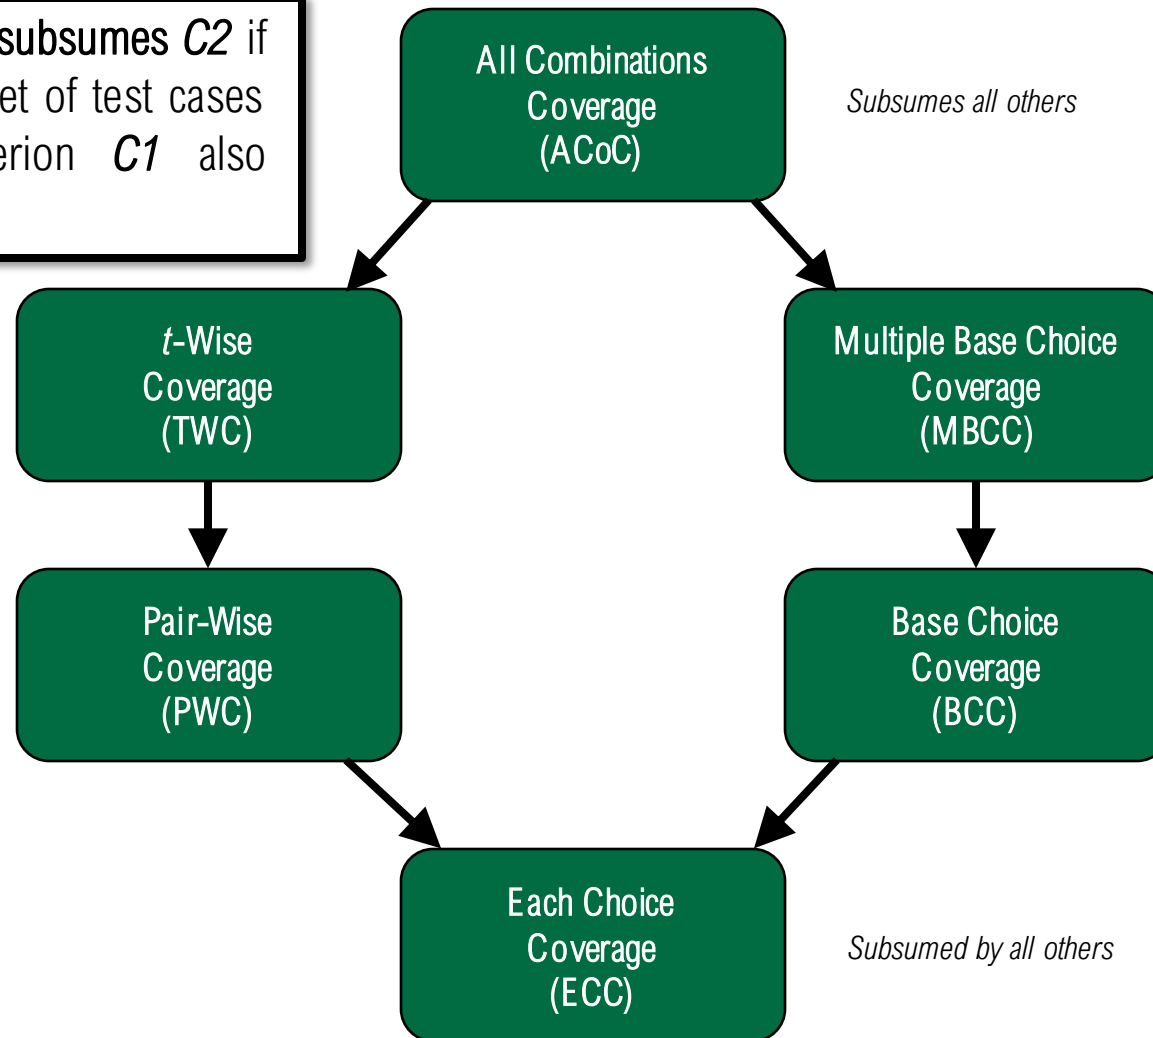 subsumes C2 if
et of test cases
erion C1 also
All Combinations
Coverage
(ACoC)
Subsumes all others
t-Wise
Coverage
(TWC)
Multiple Base Choice
Coverage
(MBCC)
Pair-Wise
Coverage
(PWC)
Base Choice
Coverage
(BCC)
Each Choice
Coverage
(ECC)
Subsumed by all others